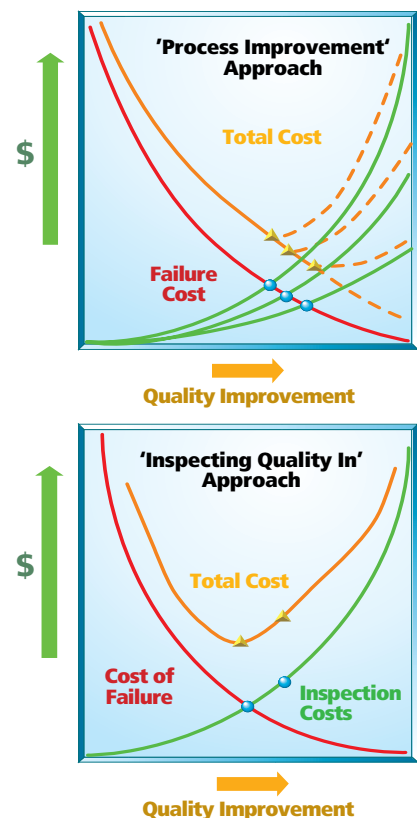 'Process Improvement‘
Approach
$
Total Cost
Failure
Cost
Quality Improvement
‘Inspecting Quality In’
Approach
$
Total Cost
Cost of
Failure
Inspection
Costs
Quality Improvement